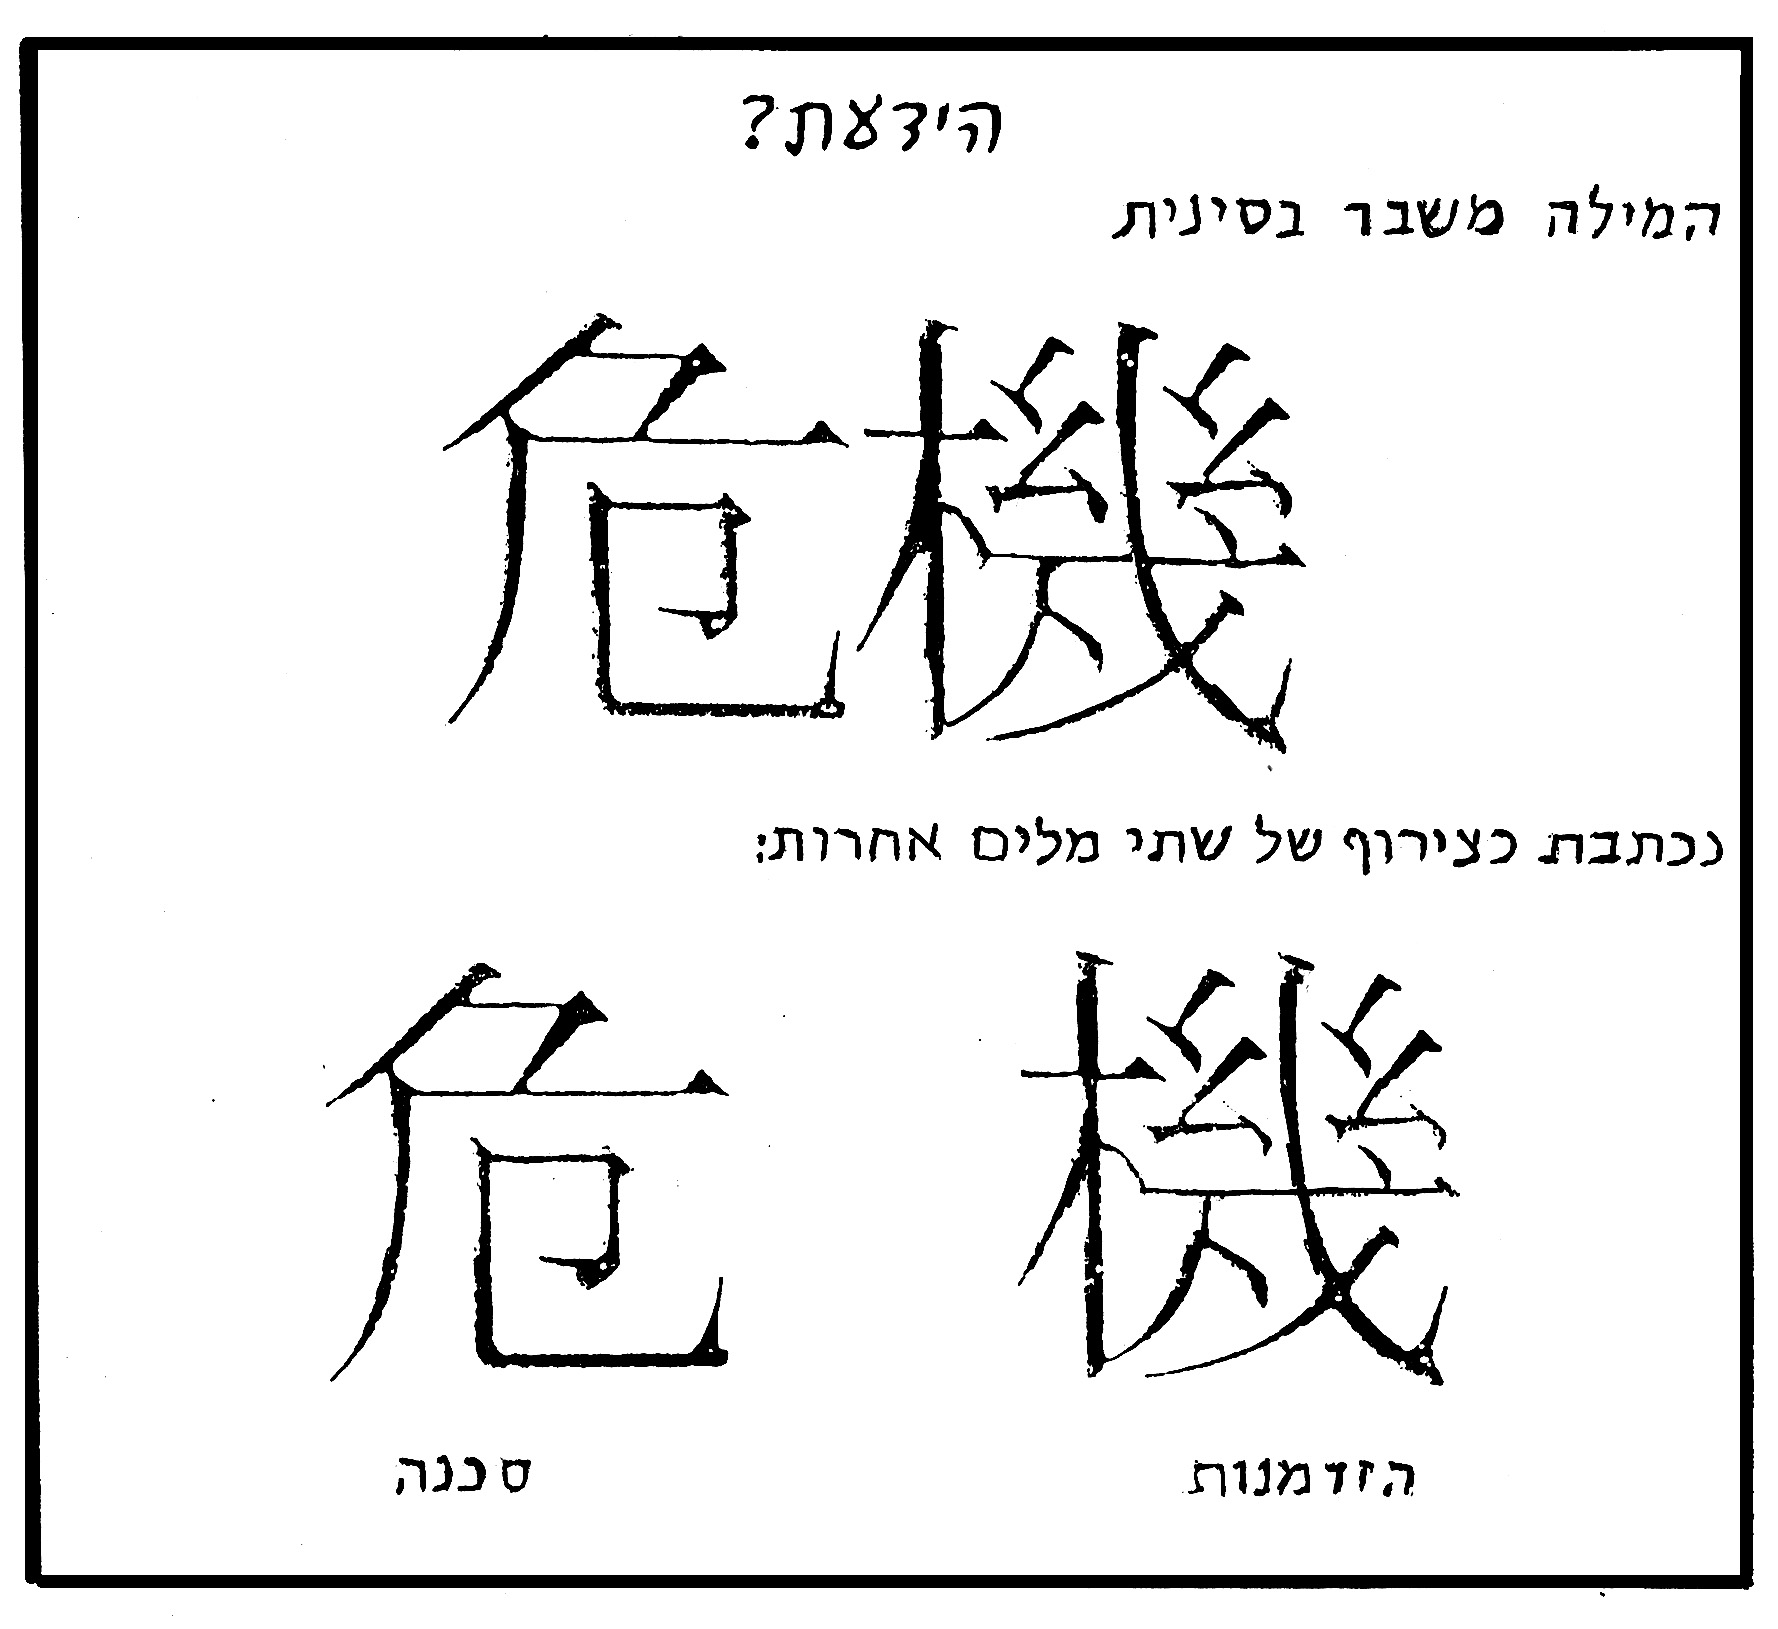 הידעת?
המילה משבר בסינית
危機
נכתבת כצירוף של שתי מלים אחרות:
危 機
סכנה הזדמנות